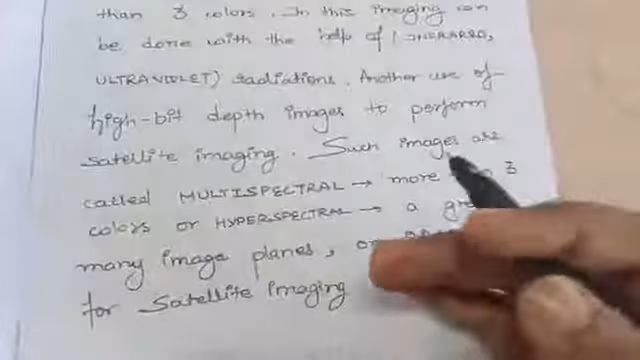 than 3 colors. In this imaging can
be done with the help of (INFRARED,
ULTRAVIOLET) radiations. Another use of
high-bit depth images to perform
satellite imaging. Such images are
called MULTISPECTRAL → more 3
colors or HYPERSPECTRAL → a
many image planes,
for satellite imaging